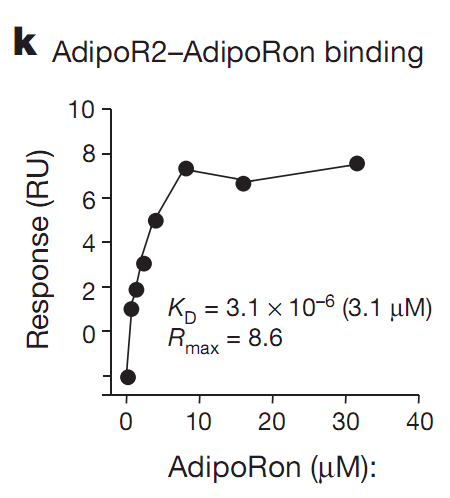 k AdipoR2–AdipoRon binding
10
8
6
4
2
0
Response (RU)
K_D = 3.1 × 10⁻⁶ (3.1 μM)
R_max = 8.6
0 10 20 30 40
AdipoRon (μM):